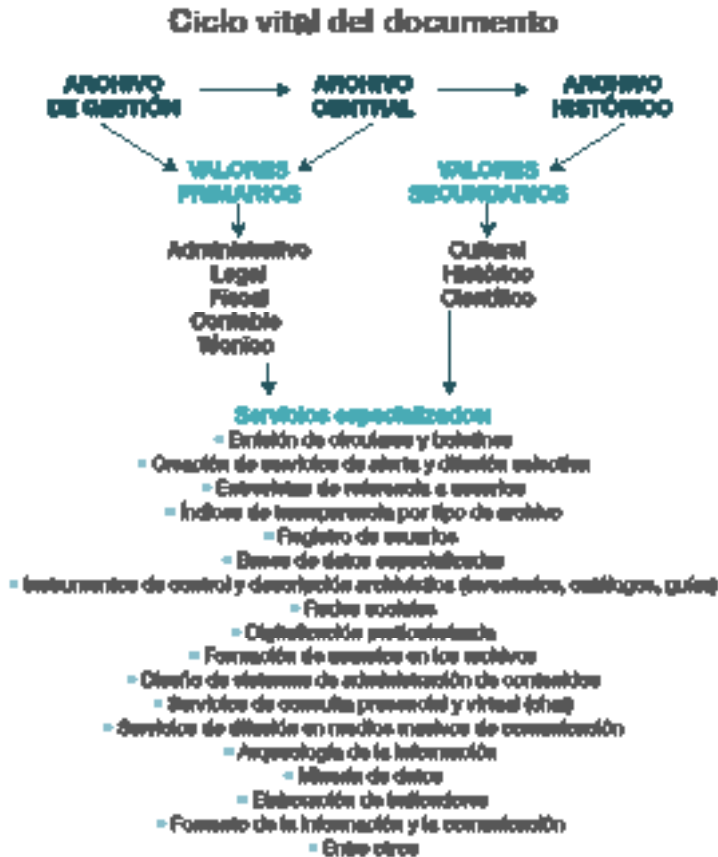 Ciclo vital del documento
ARCHIVO DE GESTIÓN
ARCHIVO CENTRAL
ARCHIVO HISTÓRICO
VALORES PRIMARIOS
VALORES SECUNDARIOS
Administrativo
Legal
Fiscal
Contable
Técnico
Cultural
Histórico
Científico
Servicios especializados
Emisión de circulares y boletines
Creación de servicios de alerta y difusión selectiva
Entrevistas de referencia a usuarios
Índices de transparencia por tipo de archivo
Registro de usuarios
Bases de datos especializadas
Instrumentos de control y descripción archivística (inventarios, catálogos, guías)
Redes sociales
Digitalización
Formación de usuarios en los archivos
Diseño de sistemas de administración de contenidos
Servicios de consulta presencial y virtual (chat)
Servicios de difusión en medios masivos de comunicación
Arqueología de la información
Minería de datos
Elaboración de indicadores
Fomento de la información y la comunicación
Entre otros